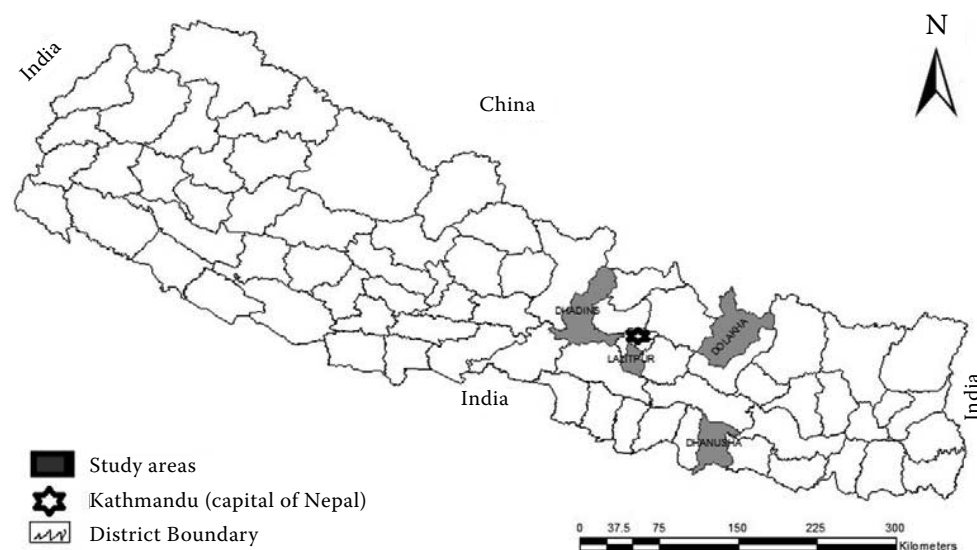 N
India
China
DHADING
DOLAKHA
LALITPUR
India
India
DHANUSHA
Study areas
Kathmandu (capital of Nepal)
District Boundary
0 37.5 75 150 225 300
Kilometers